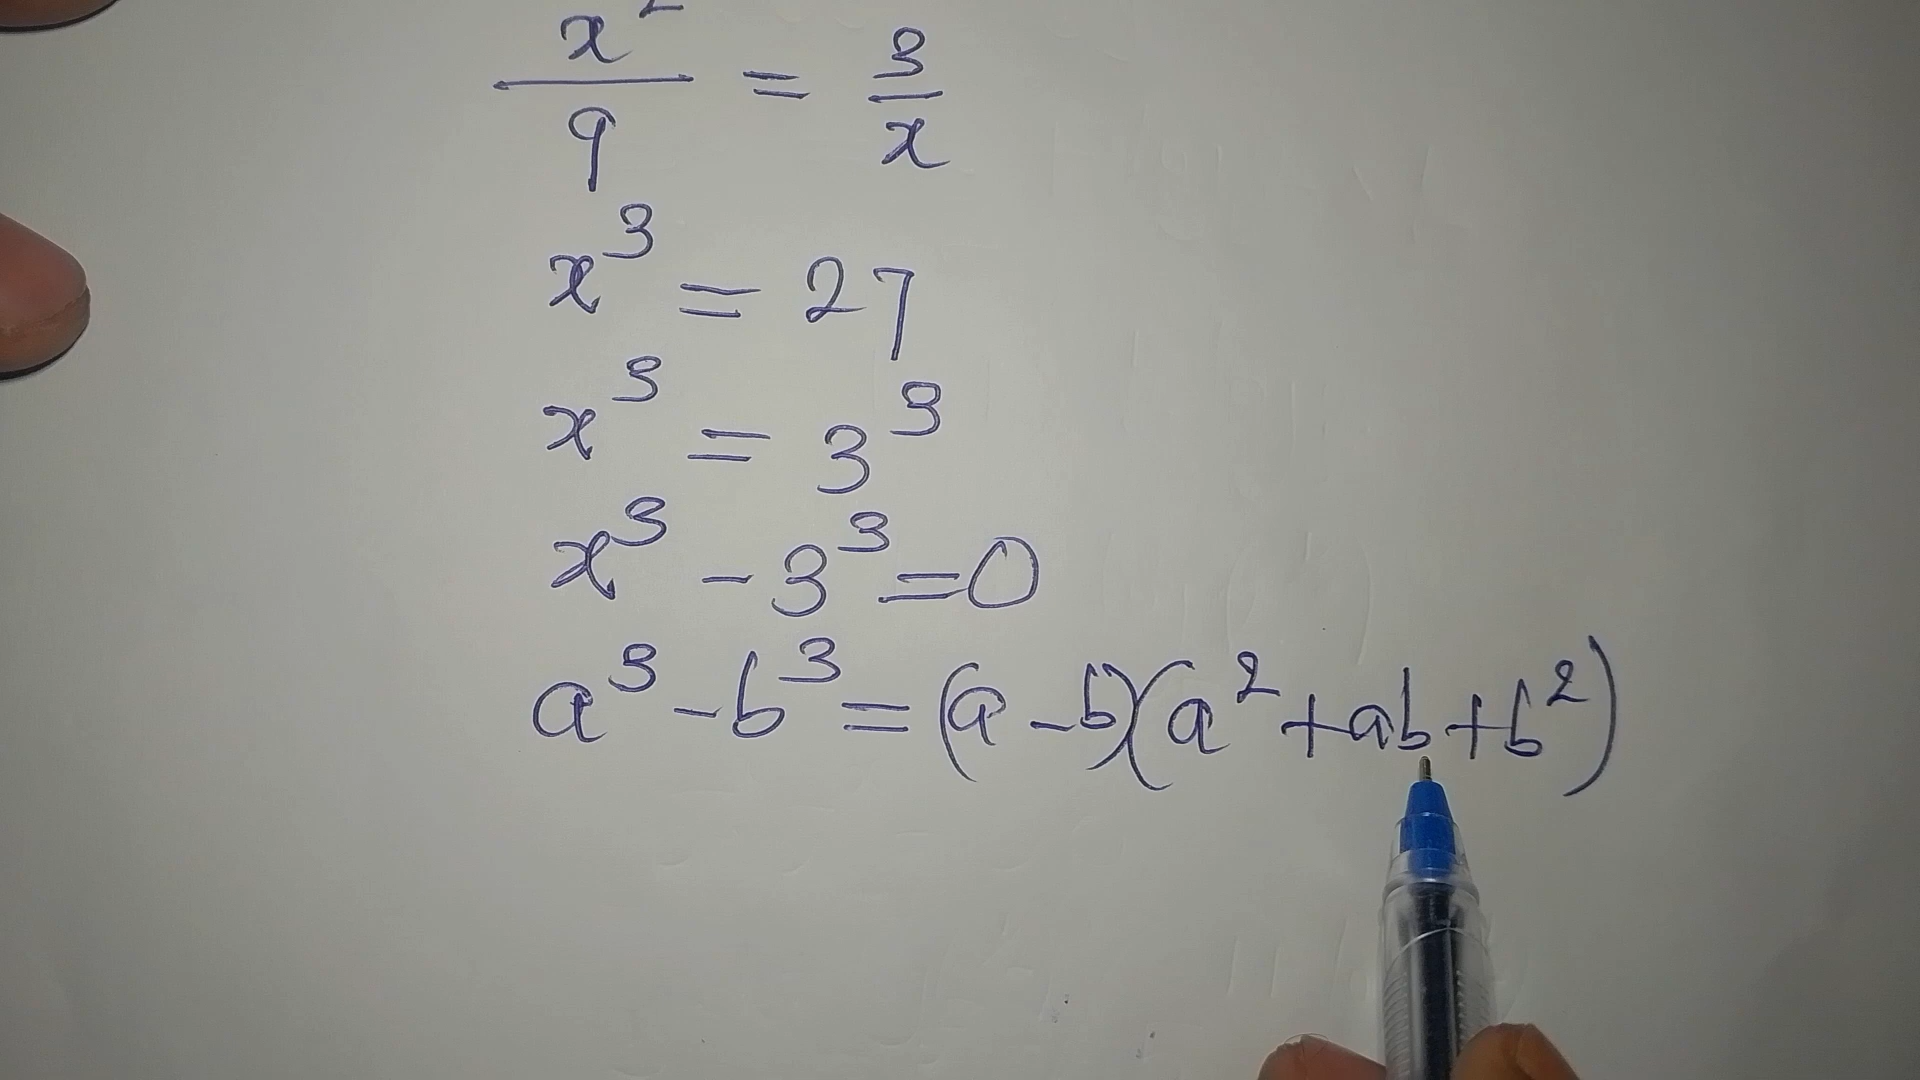 x²/9 = 3/x
x³ = 27
x³ = 3³
x³ - 3³ = 0
a³ - b³ = (a - b)(a² + ab + b²)